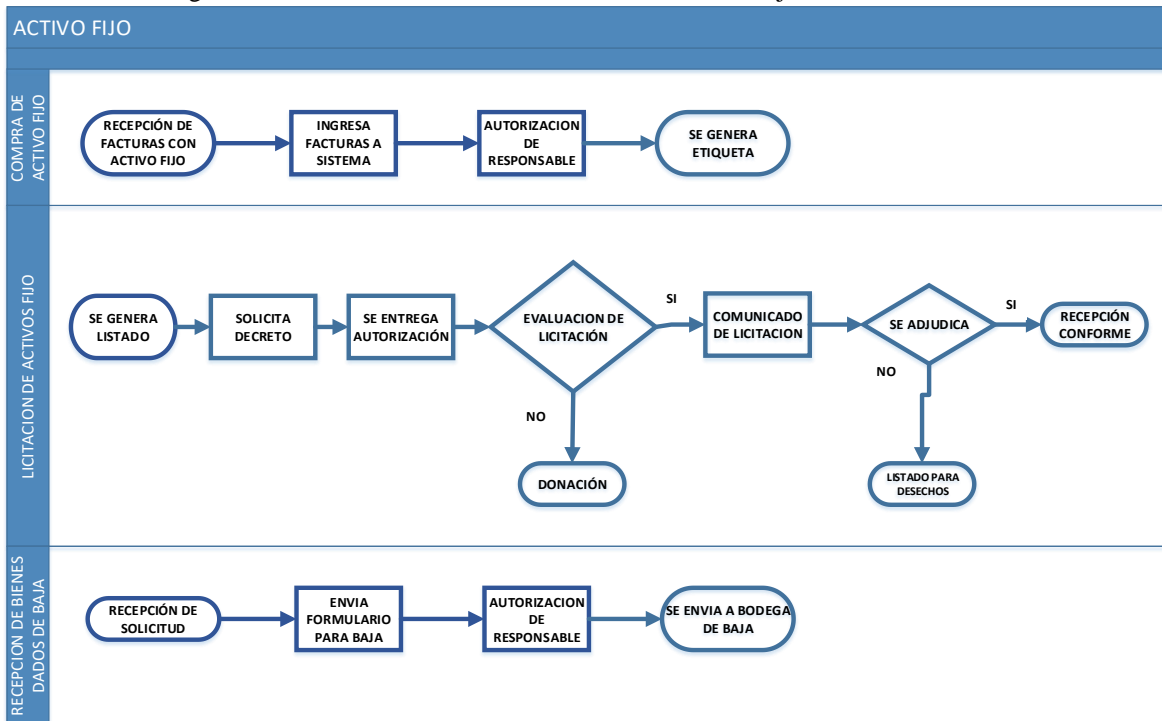 ACTIVO FIJO
COMPRA DE
ACTIVO FIJO
RECEPCIÓN DE
FACTURAS CON
ACTIVO FIJO
INGRESA
FACTURAS A
SISTEMA
AUTORIZACION
DE
RESPONSABLE
SE GENERA
ETIQUETA
LICITACION DE ACTIVOS FIJO
SE GENERA
LISTADO
SOLICITA
DECRETO
SE ENTREGA
AUTORIZACIÓN
EVALUACION DE
LICITACIÓN
SI
NO
DONACIÓN
COMUNICADO
DE LICITACION
SE ADJUDICA
SI
NO
RECEPCIÓN
CONFORME
LISTADO PARA
DESECHOS
RECEPCION DE BIENES
DADOS DE BAJA
RECEPCIÓN DE
SOLICITUD
ENVIA
FORMULARIO
PARA BAJA
AUTORIZACION
DE
RESPONSABLE
SE ENVIA A BODEGA
DE BAJA